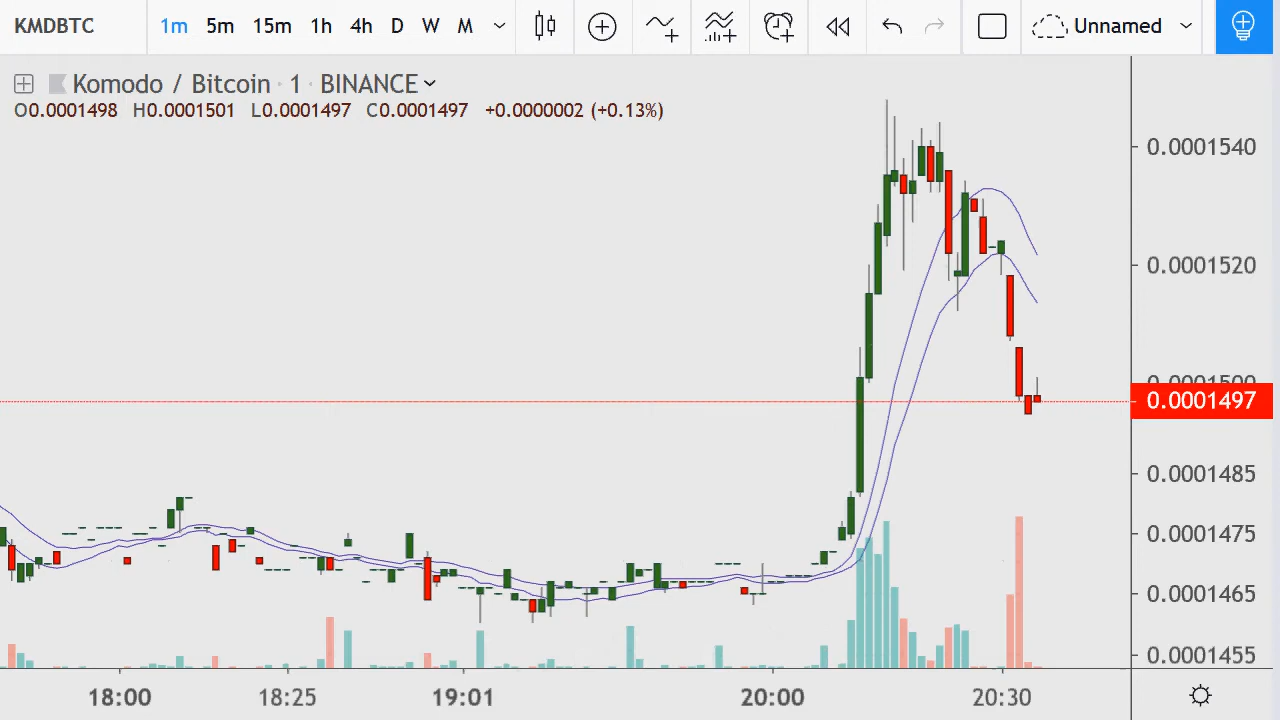 KMDBTC 1m 5m 15m 1h 4h D W M Unnamed
Komodo / Bitcoin · 1 · BINANCE
O0.0001498 H0.0001501 L0.0001497 C0.0001497 +0.0000002 (+0.13%)
0.0001540
0.0001520
0.0001500
0.0001497
0.0001485
0.0001475
0.0001465
0.0001455
18:00 18:25 19:01 20:00 20:30